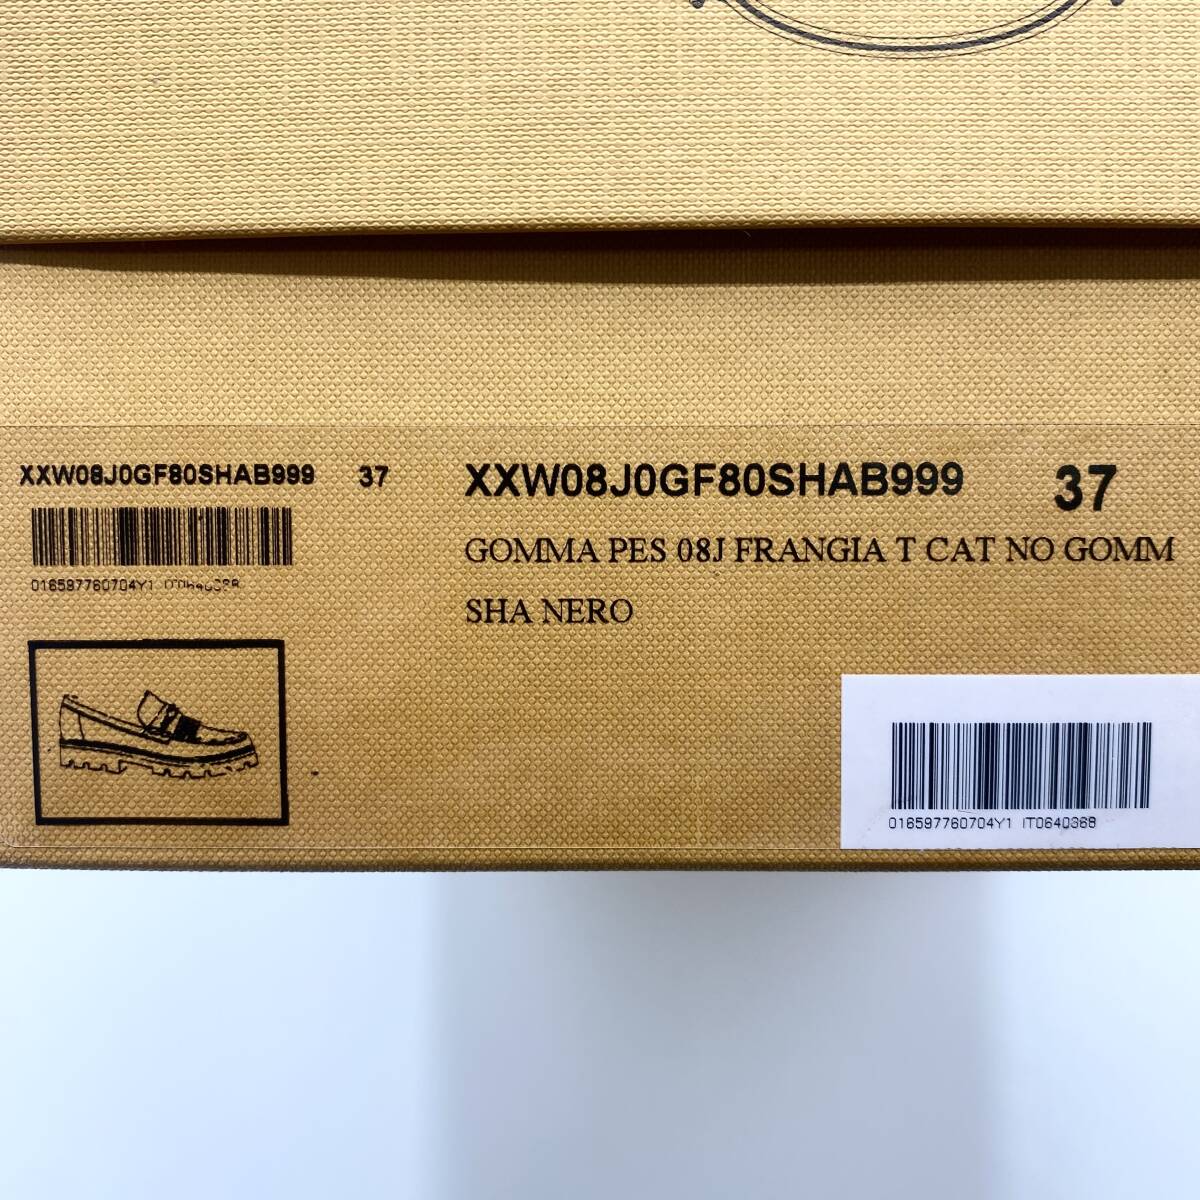 XXW08J0GF80SHAB999 37
016597760704Y1
XXW08J0GF80SHAB999 37
GOMMA PES 08J FRANGIA T CAT NO GOMM
SHA NERO
016597760704Y1 IT0640368